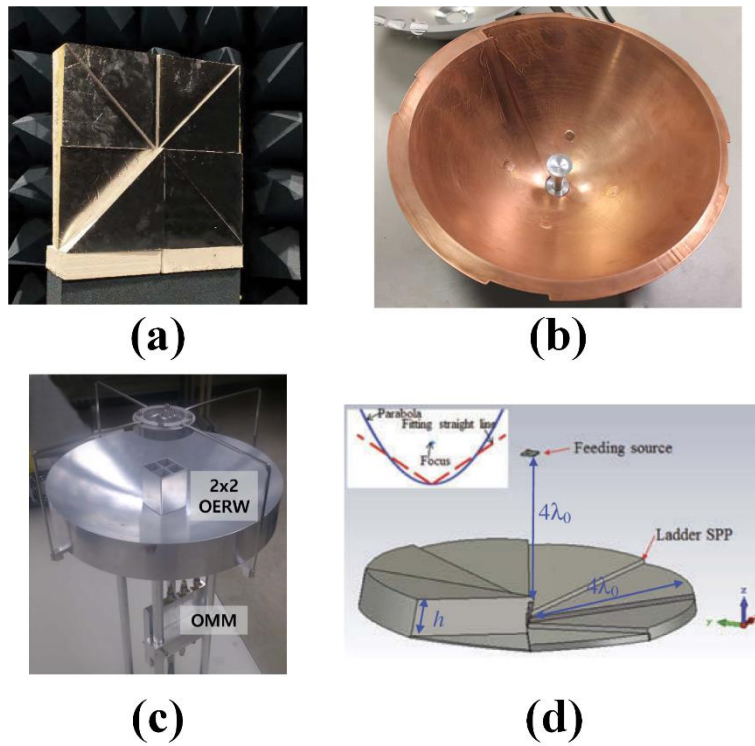 (a)
(b)
2x2
OERW
OMM
(c)
Parabola
Fitting straight line
Focus
Feeding source
4λ₀
Ladder SPP
4λ₀
h
z
y
(d)